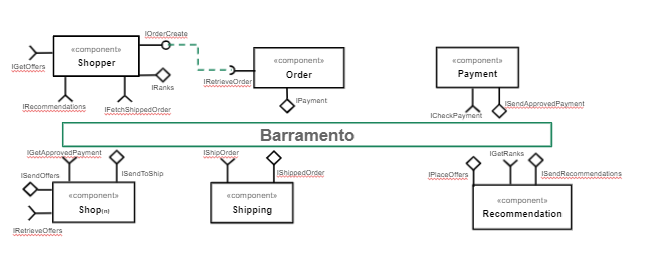 IOrderCreate
«component»
Shopper
IGetOffers
IRanks
IRecommendations
IFetchShippedOrder
IRetrieveOrder
«component»
Order
IPayment
«component»
Payment
ICheckPayment
ISendApprovedPayment
Barramento
IGetApprovedPayment
ISendOffers
ISendToShip
«component»
Shop(n)
IRetrieveOffers
IShipOrder
IShippedOrder
«component»
Shipping
IGetRanks
IPlaceOffers
ISendRecommendations
«component»
Recommendation